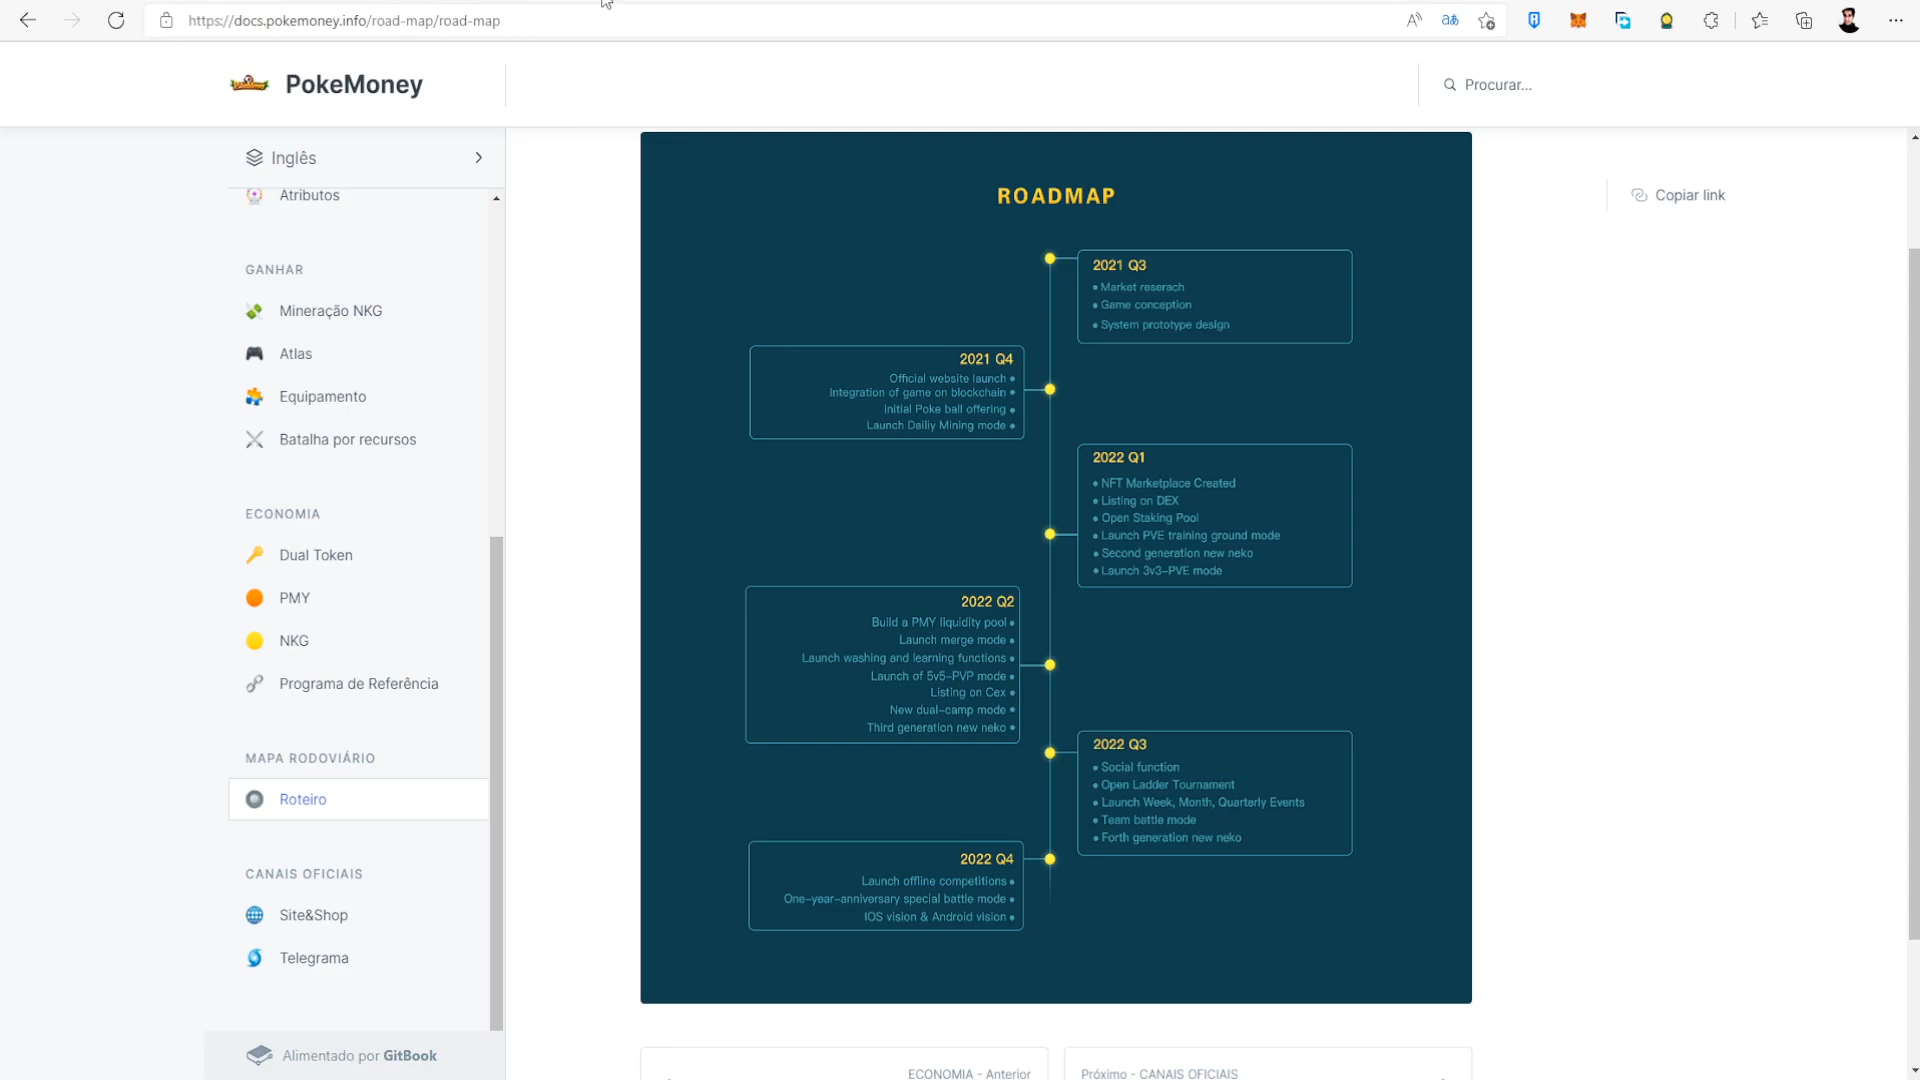 https://docs.pokemoney.info/road-map/road-map
PokeMoney
Procurar...
Inglês
Atributos
GANHAR
Mineração NKG
Atlas
Equipamento
Batalha por recursos
ECONOMIA
Dual Token
PMY
NKG
Programa de Referência
MAPA RODOVIÁRIO
Roteiro
CANAIS OFICIAIS
Site&Shop
Telegrama
Alimentado por GitBook
ROADMAP
2021 Q3
• Market reserach
• Game conception
• System prototype design
2021 Q4
Official website launch •
Integration of game on blockchain •
Initial Poke ball offering •
Launch Dailiy Mining mode •
2022 Q1
• NFT Marketplace Created
• Listing on DEX
• Open Staking Pool
• Launch PVE training ground mode
• Second generation new neko
• Launch 3v3-PVE mode
2022 Q2
Build a PMY liquidity pool •
Launch merge mode •
Launch washing and learning functions •
Launch of 5v5-PVP mode •
Listing on Cex •
New dual-camp mode •
Third generation new neko •
2022 Q3
• Social function
• Open Ladder Tournament
• Launch Week, Month, Quarterly Events
• Team battle mode
• Forth generation new neko
2022 Q4
Launch offline competitions •
One-year-anniversary special battle mode •
IOS vision & Android vision •
Copiar link
ECONOMIA - Anterior
Próximo - CANAIS OFICIAIS